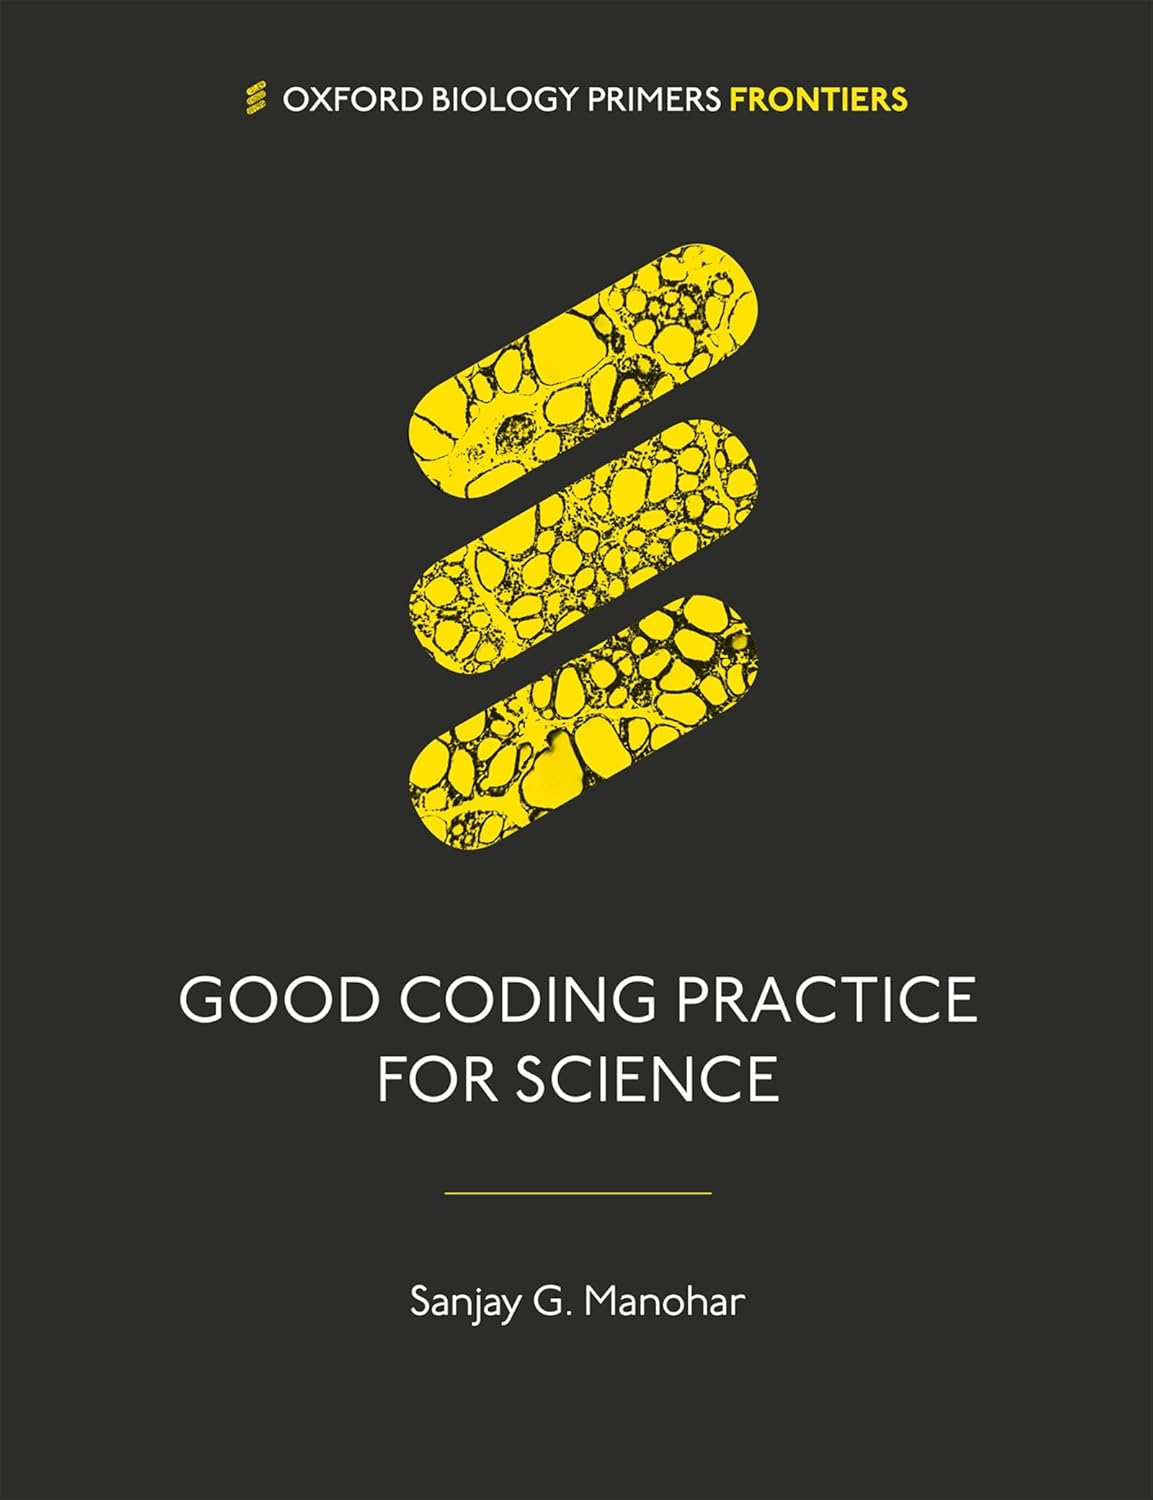 OXFORD BIOLOGY PRIMERS FRONTIERS
GOOD CODING PRACTICE
FOR SCIENCE
Sanjay G. Manohar